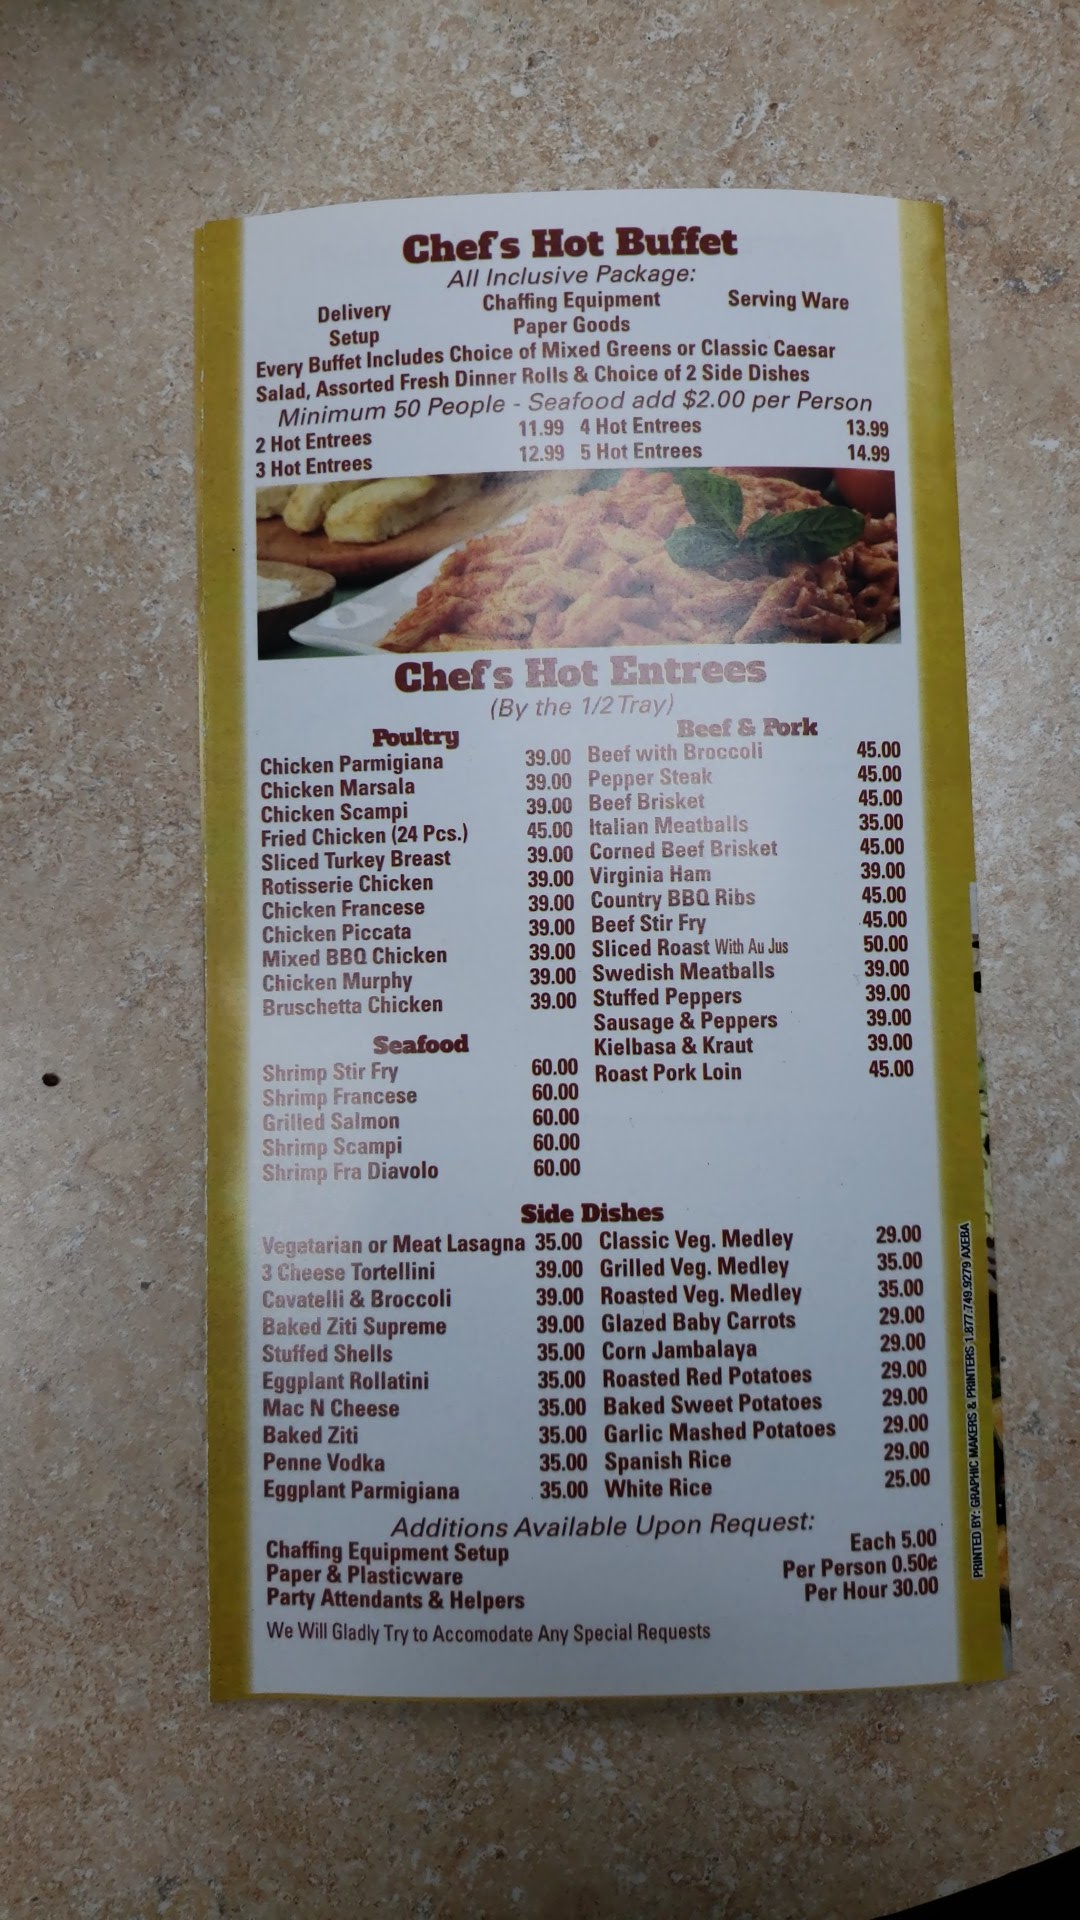 Chef's Hot Buffet
All Inclusive Package:
Delivery Chaffing Equipment Serving Ware
Setup Paper Goods
Every Buffet Includes Choice of Mixed Greens or Classic Caesar
Salad, Assorted Fresh Dinner Rolls & Choice of 2 Side Dishes
Minimum 50 People - Seafood add $2.00 per Person
2 Hot Entrees 11.99 4 Hot Entrees 13.99
3 Hot Entrees 12.99 5 Hot Entrees 14.99
Chef's Hot Entrees
(By the 1/2 Tray)
Poultry
Chicken Parmigiana 39.00
Chicken Marsala 39.00
Chicken Scampi 39.00
Fried Chicken (24 Pcs.) 45.00
Sliced Turkey Breast 39.00
Rotisserie Chicken 39.00
Chicken Francese 39.00
Chicken Piccata 39.00
Mixed BBQ Chicken 39.00
Chicken Murphy 39.00
Bruschetta Chicken 39.00
Seafood
Shrimp Stir Fry 60.00
Shrimp Francese 60.00
Grilled Salmon 60.00
Shrimp Scampi 60.00
Shrimp Fra Diavolo 60.00
Beef & Pork
Beef with Broccoli 45.00
Pepper Steak 45.00
Beef Brisket 45.00
Italian Meatballs 35.00
Corned Beef Brisket 45.00
Virginia Ham 39.00
Country BBQ Ribs 45.00
Beef Stir Fry 45.00
Sliced Roast With Au Jus 50.00
Swedish Meatballs 39.00
Stuffed Peppers 39.00
Sausage & Peppers 39.00
Kielbasa & Kraut 39.00
Roast Pork Loin 45.00
Side Dishes
Vegetarian or Meat Lasagna 35.00 Classic Veg. Medley 29.00
3 Cheese Tortellini 39.00 Grilled Veg. Medley 35.00
Cavatelli & Broccoli 39.00 Roasted Veg. Medley 35.00
Baked Ziti Supreme 39.00 Glazed Baby Carrots 29.00
Stuffed Shells 35.00 Corn Jambalaya 29.00
Eggplant Rollatini 35.00 Roasted Red Potatoes 29.00
Mac N Cheese 35.00 Baked Sweet Potatoes 29.00
Baked Ziti 35.00 Garlic Mashed Potatoes 29.00
Penne Vodka 35.00 Spanish Rice 29.00
Eggplant Parmigiana 35.00 White Rice 25.00
Additions Available Upon Request:
Chaffing Equipment Setup Each 5.00
Paper & Plasticware Per Person 0.50¢
Party Attendants & Helpers Per Hour 30.00
We Will Gladly Try to Accomodate Any Special Requests
PRINTED BY: GRAPHIC MAKERS & PRINTERS 1.877.749.9279 AXEBA